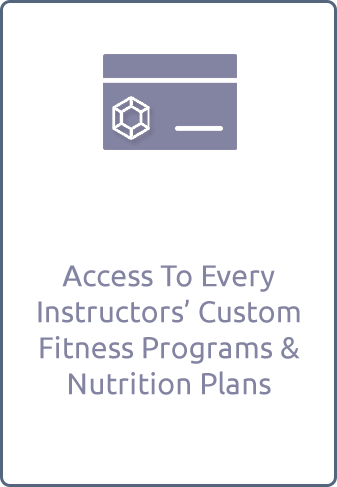 Access To Every
Instructors’ Custom
Fitness Programs &
Nutrition Plans